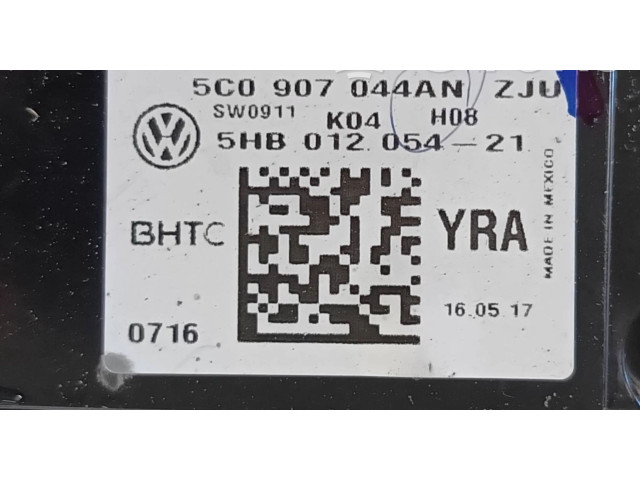 5C0 907 044AN ZJU
SW0911 K04 H08
5HB 012 054-21
BHTC
YRA
MADE IN MEXICO
0716
16.05.17